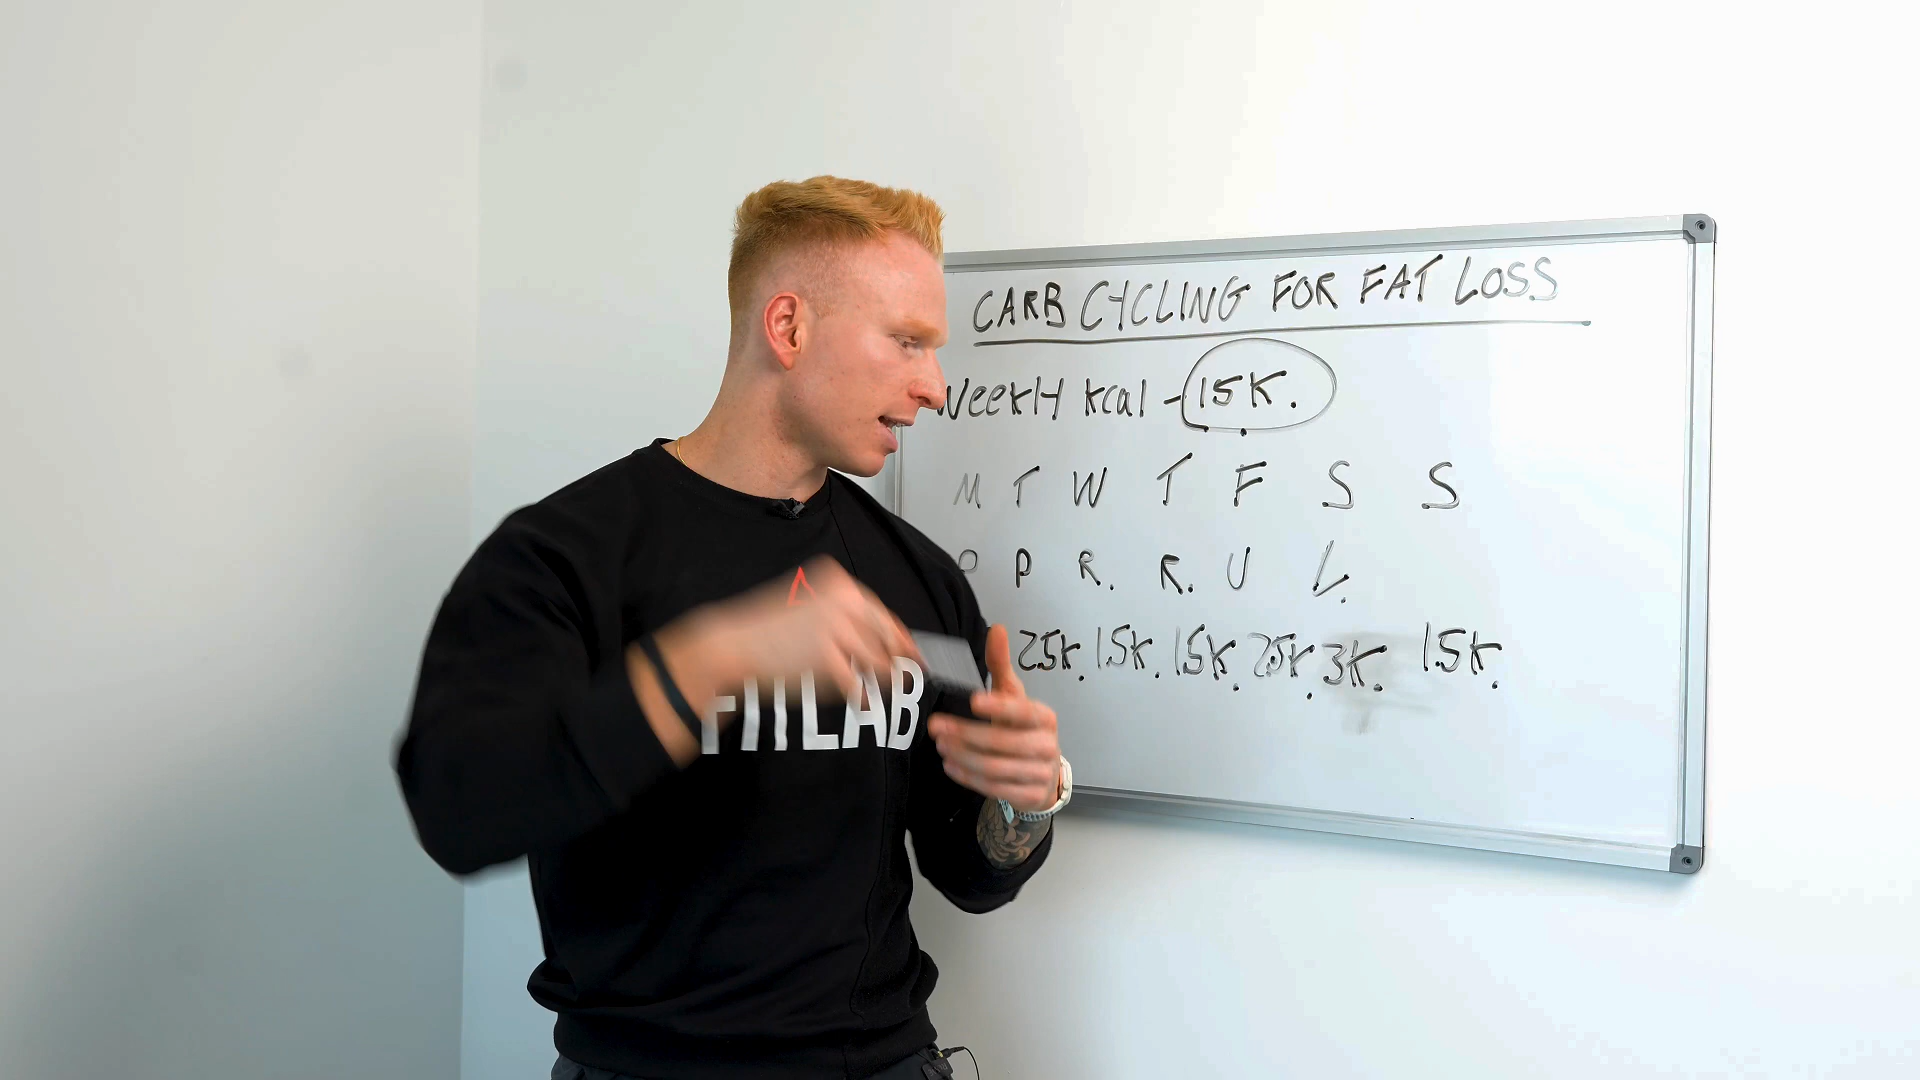 CARB CYCLING FOR FAT LOSS
Weekly kcal - 15K.
M T W T F S S
P P R. R. U L.
2.5K. 1.5K. 1.5K. 2.5K. 3K. 1.5K.
FITLAB